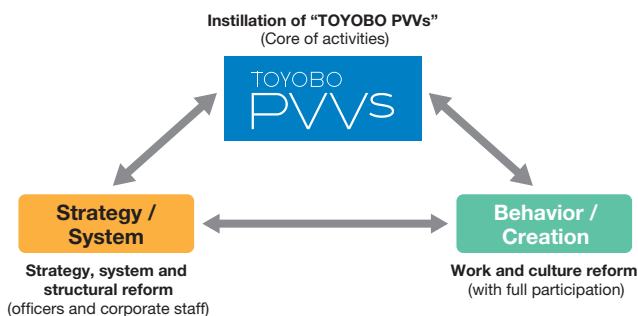 Instillation of “TOYOBO PVVs”
(Core of activities)
TOYOBO
PVVs
Strategy /
System
Behavior /
Creation
Strategy, system and
structural reform
(officers and corporate staff)
Work and culture reform
(with full participation)